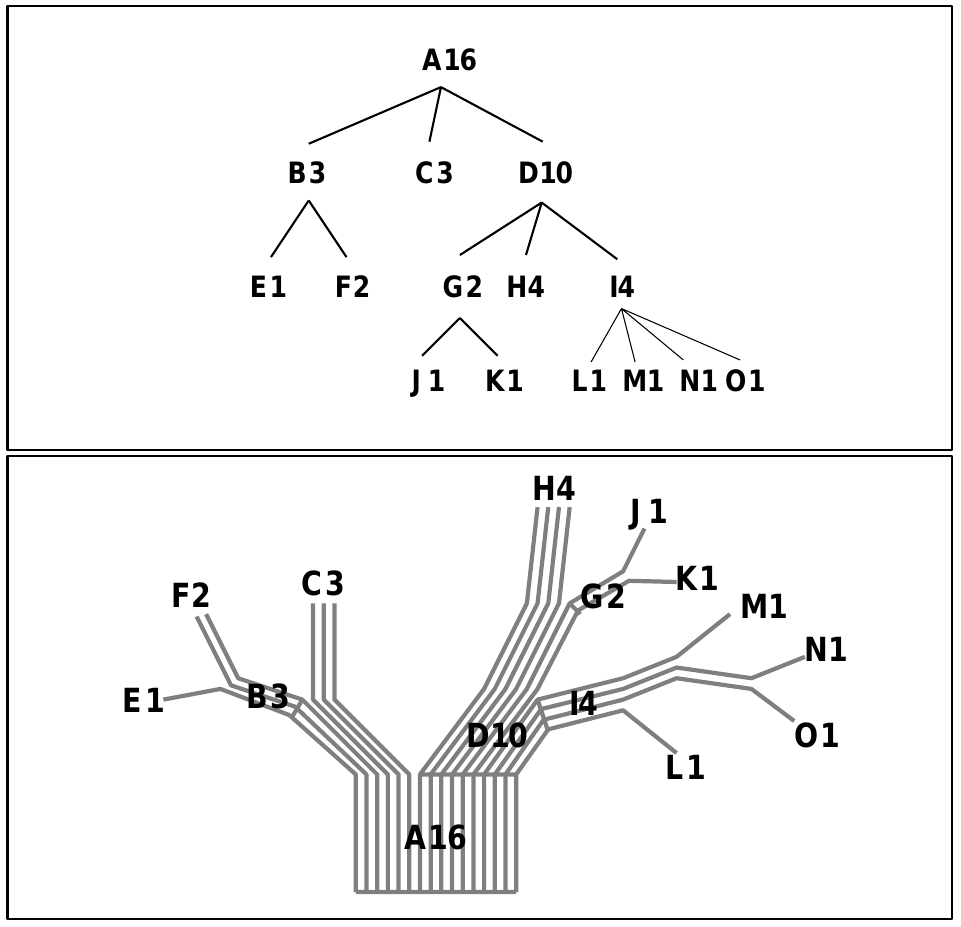 A16
B3 C3 D10
E1 F2 G2 H4 I4
J1 K1 L1 M1 N1 O1
H4
J1
C3 K1
F2 G2 M1
N1
E1 B3 I4
D10 O1
L1
A16